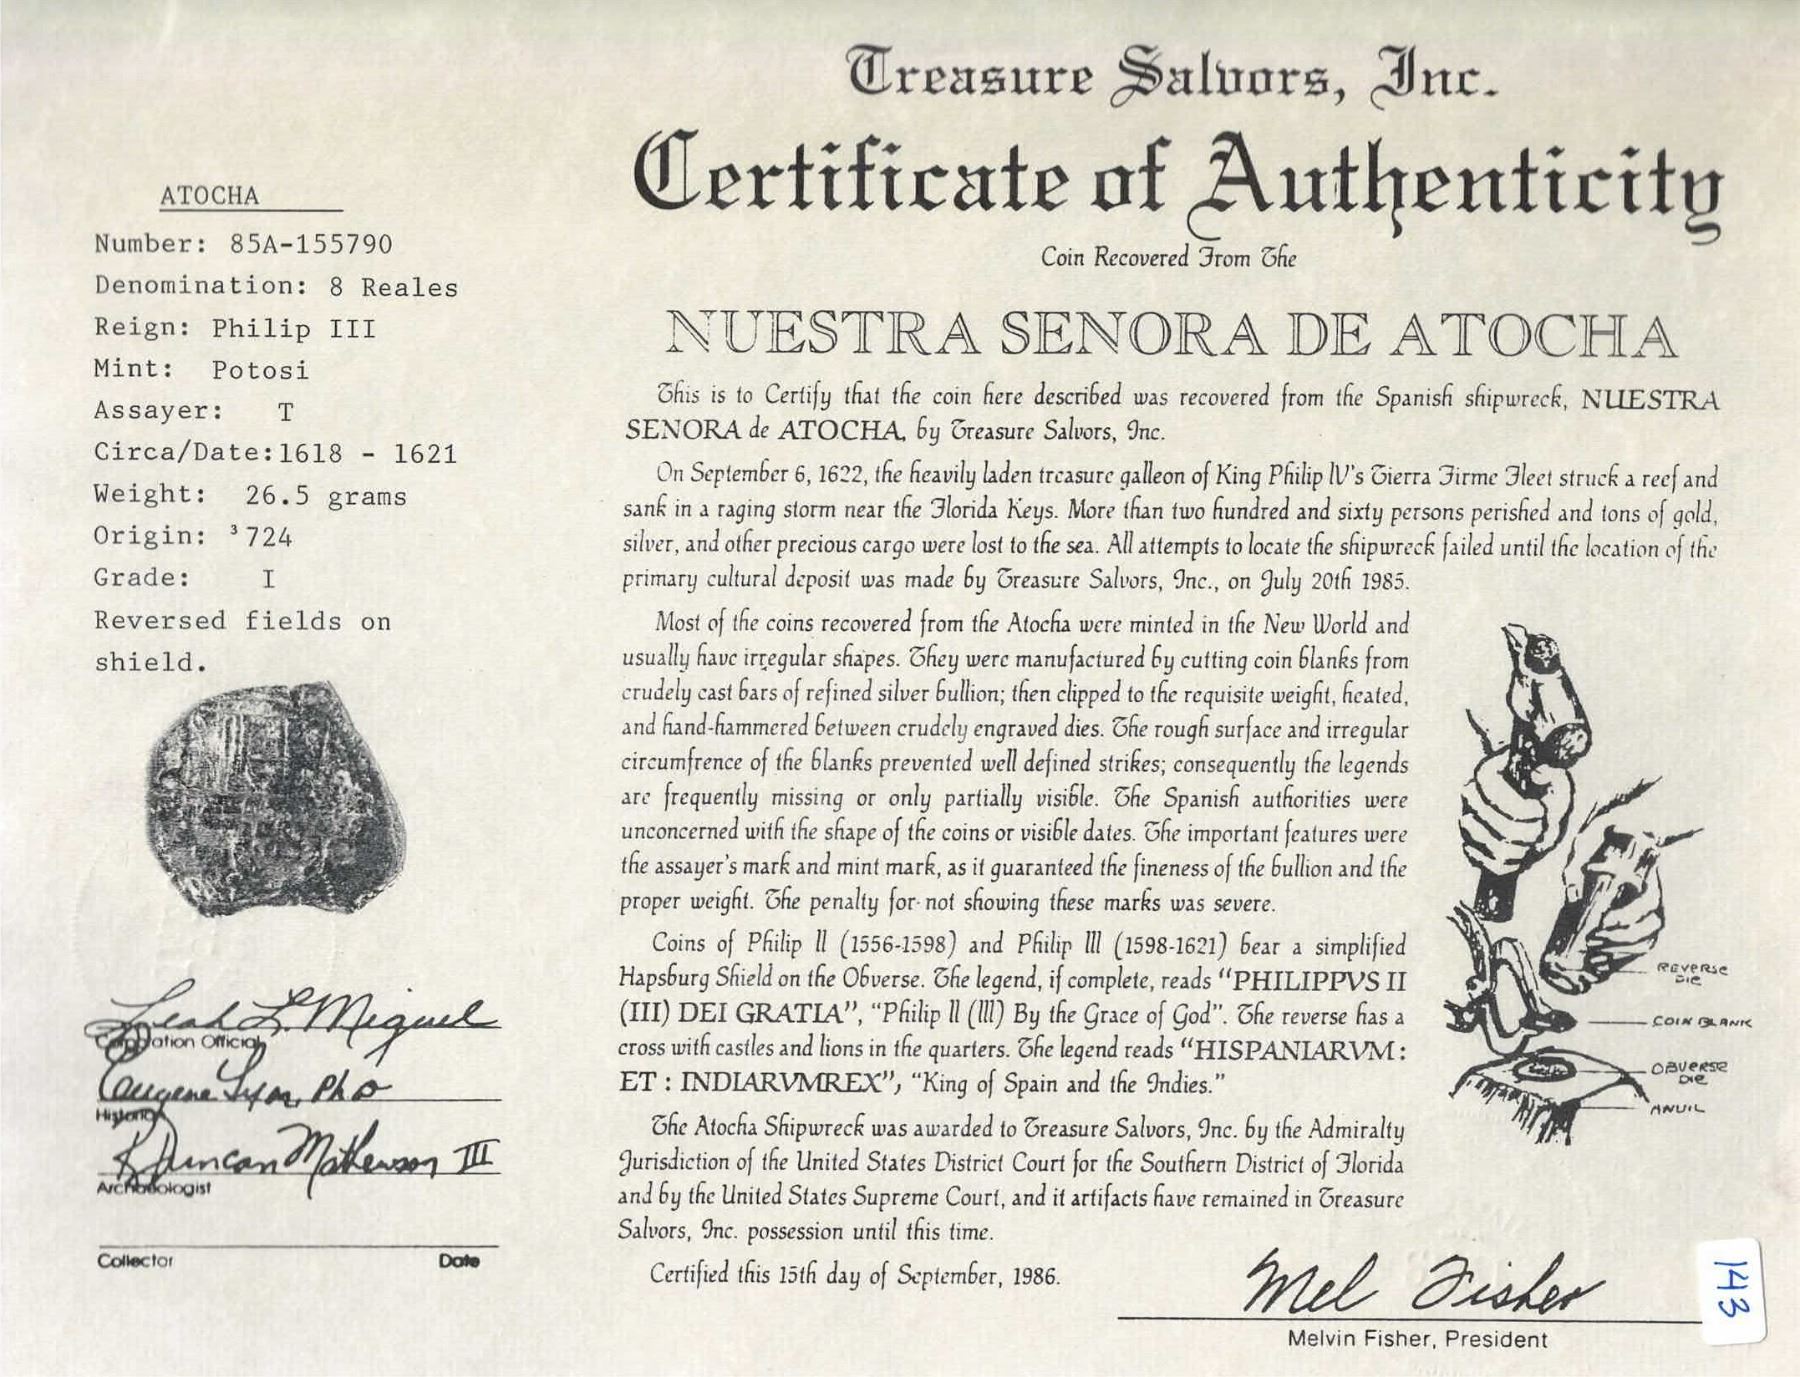 Treasure Salvors, Inc.
Certificate of Authenticity
Coin Recovered From The
NUESTRA SENORA DE ATOCHA
ATOCHA
Number: 85A-155790
Denomination: 8 Reales
Reign: Philip III
Mint: Potosi
Assayer: T
Circa/Date:1618 - 1621
Weight: 26.5 grams
Origin: ³724
Grade: I
Reversed fields on
shield.
Leah L. Miguel
Corporation Official
Eugene Lyon, PhD
Historian
R Duncan Mathewson III
Archaeologist
Collector Date
This is to Certify that the coin here described was recovered from the Spanish shipwreck, NUESTRA
SENORA de ATOCHA, by Treasure Salvors, Inc.
On September 6, 1622, the heavily laden treasure galleon of King Philip IV's Tierra Firme Fleet struck a reef and
sank in a raging storm near the Florida Keys. More than two hundred and sixty persons perished and tons of gold,
silver, and other precious cargo were lost to the sea. All attempts to locate the shipwreck failed until the location of the
primary cultural deposit was made by Treasure Salvors, Inc., on July 20th 1985.
Most of the coins recovered from the Atocha were minted in the New World and
usually have irregular shapes. They were manufactured by cutting coin blanks from
crudely cast bars of refined silver bullion; then clipped to the requisite weight, heated,
and hand-hammered between crudely engraved dies. The rough surface and irregular
circumfrence of the blanks prevented well defined strikes; consequently the legends
are frequently missing or only partially visible. The Spanish authorities were
unconcerned with the shape of the coins or visible dates. The important features were
the assayer's mark and mint mark, as it guaranteed the fineness of the bullion and the
proper weight. The penalty for not showing these marks was severe.
Coins of Philip II (1556-1598) and Philip III (1598-1621) bear a simplified
Hapsburg Shield on the Obverse. The legend, if complete, reads “PHILIPPVS II
(III) DEI GRATIA”, “Philip II (III) By the Grace of God”. The reverse has a
cross with castles and lions in the quarters. The legend reads “HISPANIARVM :
ET : INDIARVMREX”, “King of Spain and the Indies.”
The Atocha Shipwreck was awarded to Treasure Salvors, Inc. by the Admiralty
Jurisdiction of the United States District Court for the Southern District of Florida
and by the United States Supreme Court, and it artifacts have remained in Treasure
Salvors, Inc. possession until this time.
Certified this 15th day of September, 1986.
REVERSE
DIE
COIN BLANK
OBVERSE
DIE
ANVIL
Mel Fisher
Melvin Fisher, President
143